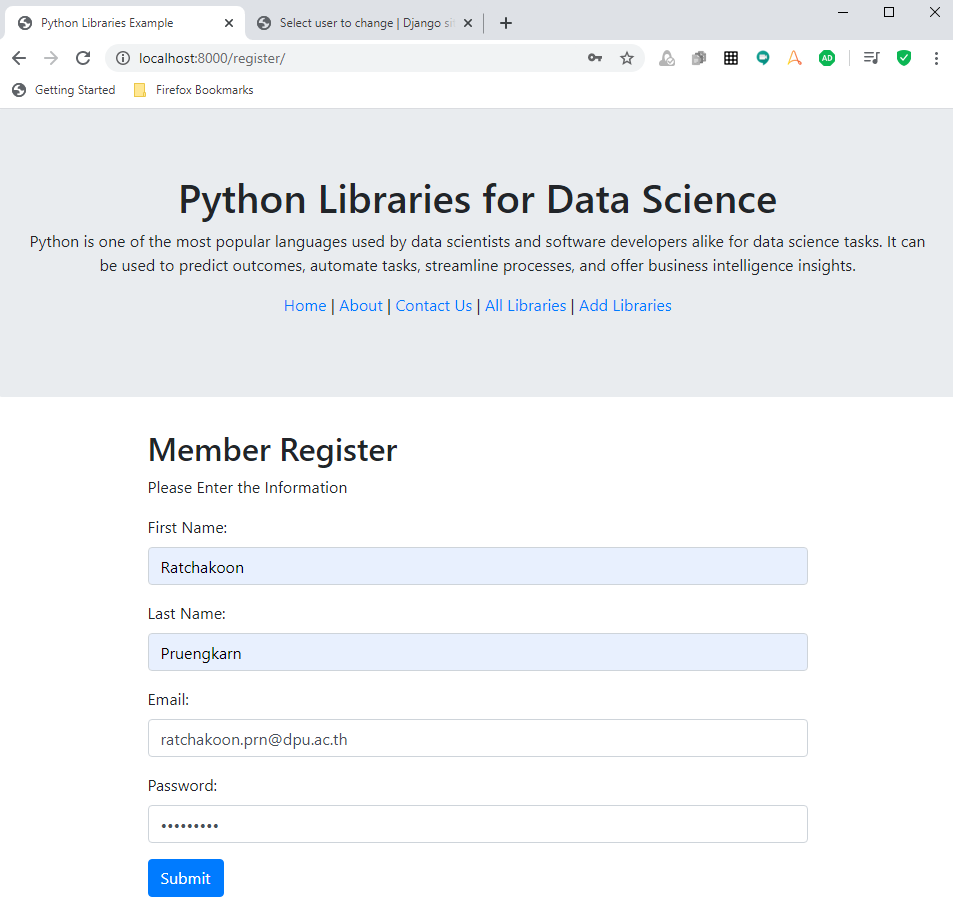 Python Libraries Example
Select user to change | Django si
localhost:8000/register/
AD
Getting Started
Firefox Bookmarks
Python Libraries for Data Science
Python is one of the most popular languages used by data scientists and software developers alike for data science tasks. It can
be used to predict outcomes, automate tasks, streamline processes, and offer business intelligence insights.
Home | About | Contact Us | All Libraries | Add Libraries
Member Register
Please Enter the Information
First Name:
Ratchakoon
Last Name:
Pruengkarn
Email:
ratchakoon.prn@dpu.ac.th
Password:
•••••••••
Submit